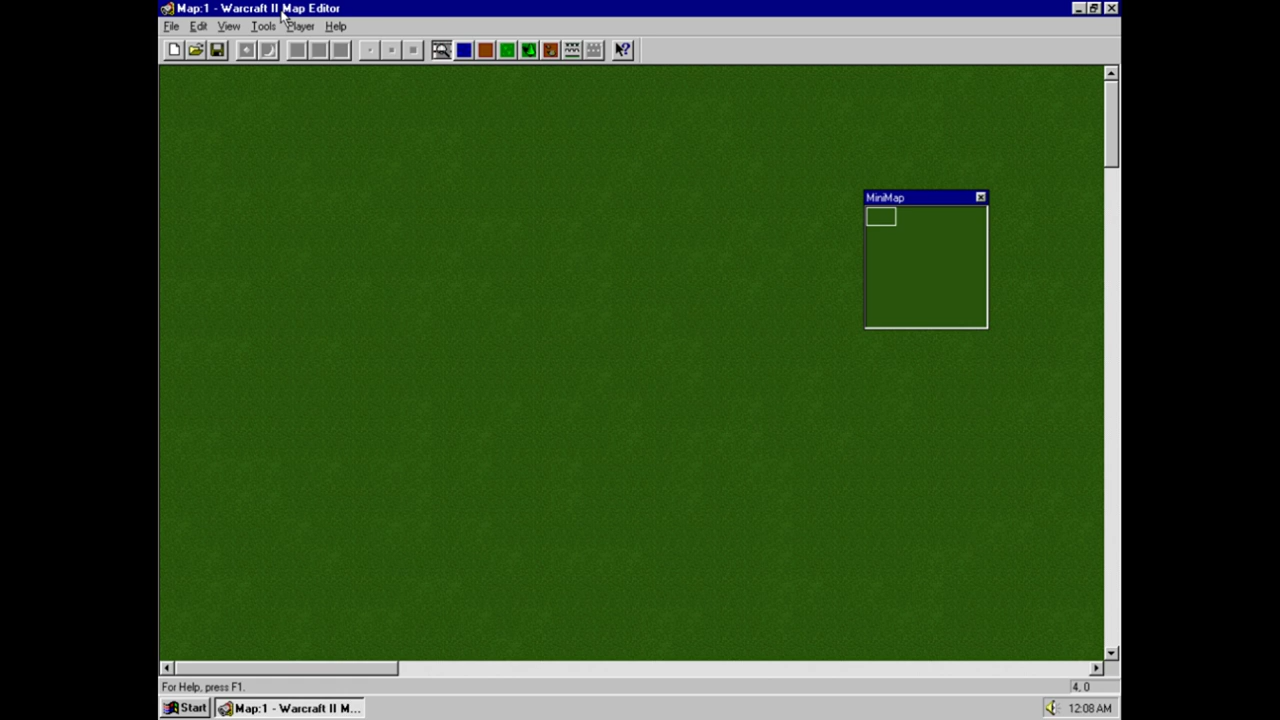 Map:1 - Warcraft II Map Editor
File Edit View Tools Player Help
MiniMap
For Help, press F1.
4, 0
Start
Map:1 - Warcraft II M...
12:08 AM